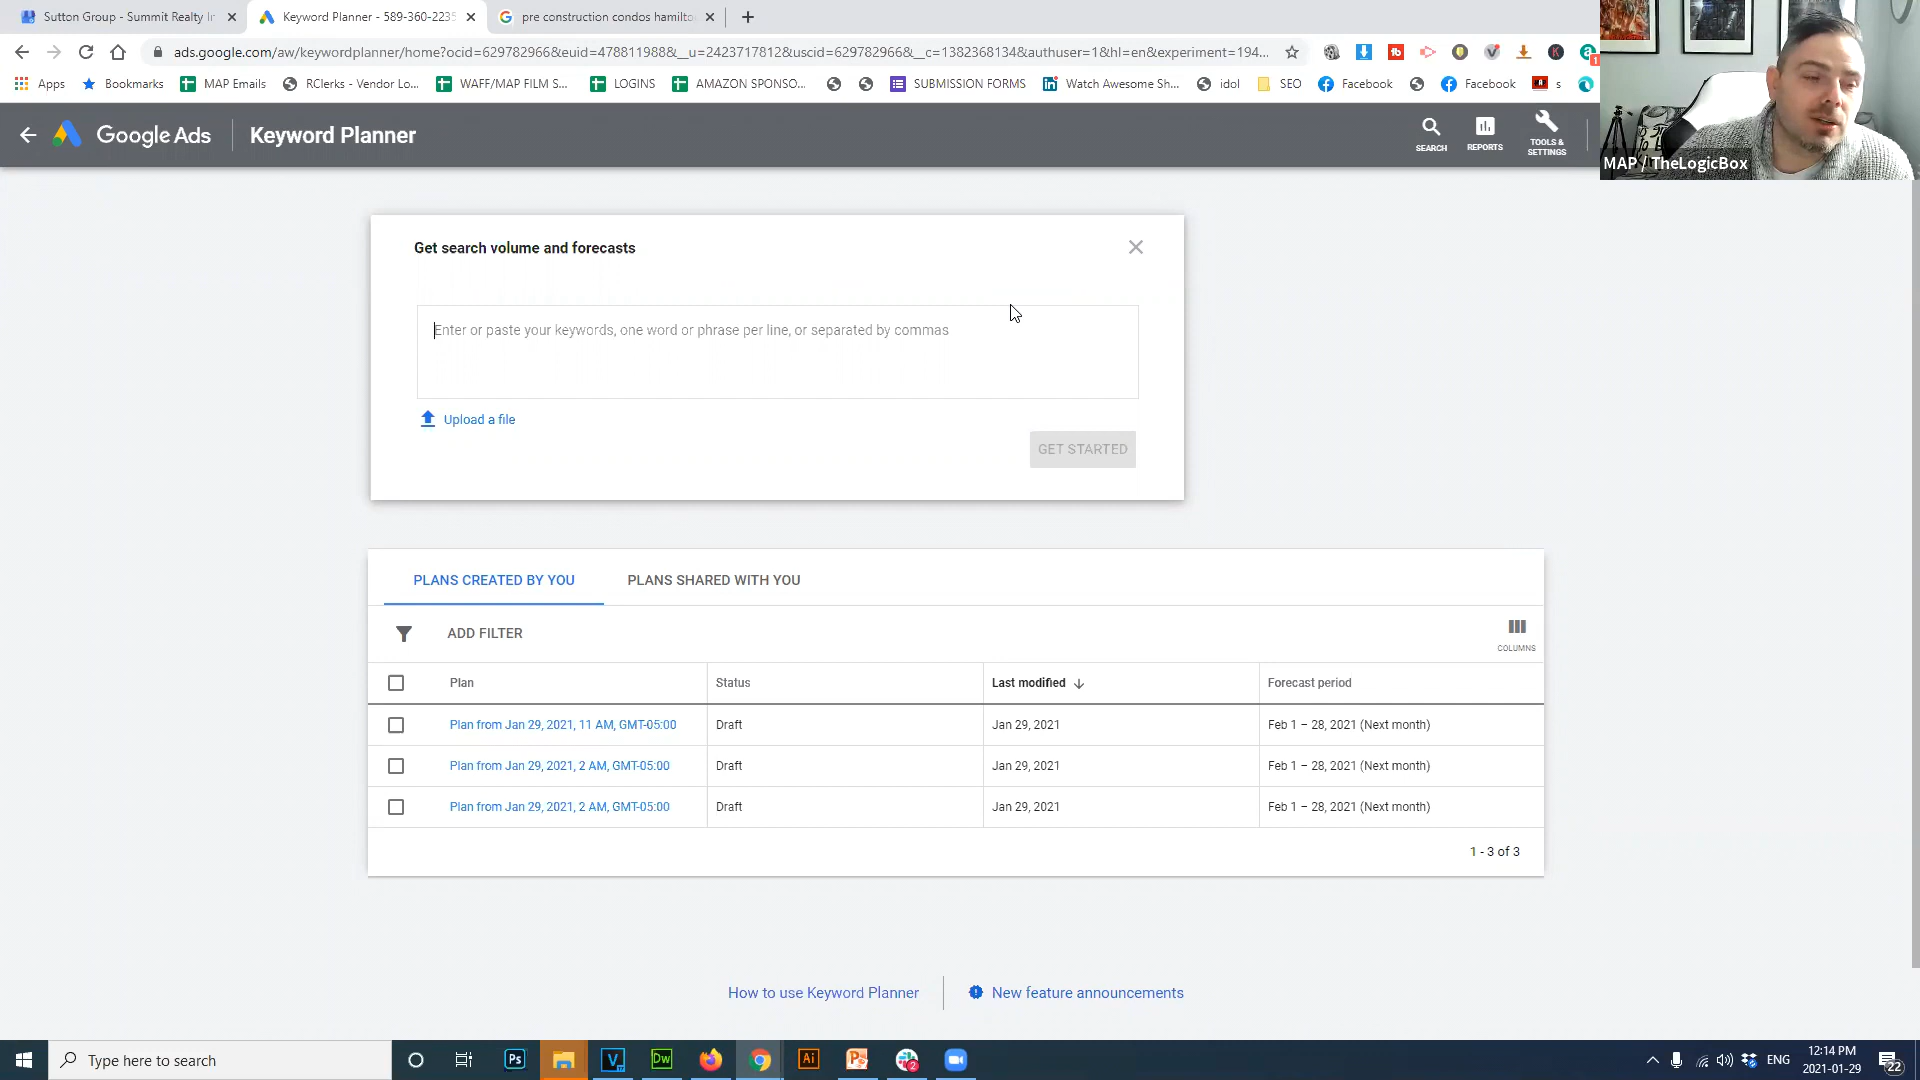 Sutton Group - Summit Realty In
Keyword Planner - 589-360-2235
pre construction condos hamilto
ads.google.com/aw/keywordplanner/home?ocid=629782966&euid=478811988&__u=2423717812&uscid=629782966&__c=1382368134&authuser=1&hl=en&experiment=194...
Apps
Bookmarks
MAP Emails
RClerks - Vendor Lo...
WAFF/MAP FILM S...
LOGINS
AMAZON SPONSO...
SUBMISSION FORMS
Watch Awesome Sh...
idol
SEO
Facebook
Facebook
s
Google Ads
Keyword Planner
SEARCH
REPORTS
TOOLS &
SETTINGS
MAP / TheLogicBox
Get search volume and forecasts
Enter or paste your keywords, one word or phrase per line, or separated by commas
Upload a file
GET STARTED
PLANS CREATED BY YOU
PLANS SHARED WITH YOU
ADD FILTER
COLUMNS
Plan Status Last modified Forecast period
Plan from Jan 29, 2021, 11 AM, GMT-05:00 Draft Jan 29, 2021 Feb 1 – 28, 2021 (Next month)
Plan from Jan 29, 2021, 2 AM, GMT-05:00 Draft Jan 29, 2021 Feb 1 – 28, 2021 (Next month)
Plan from Jan 29, 2021, 2 AM, GMT-05:00 Draft Jan 29, 2021 Feb 1 – 28, 2021 (Next month)
1 - 3 of 3
How to use Keyword Planner
New feature announcements
Type here to search
Ps
V
Dw
Ai
2
ENG
12:14 PM
2021-01-29
22